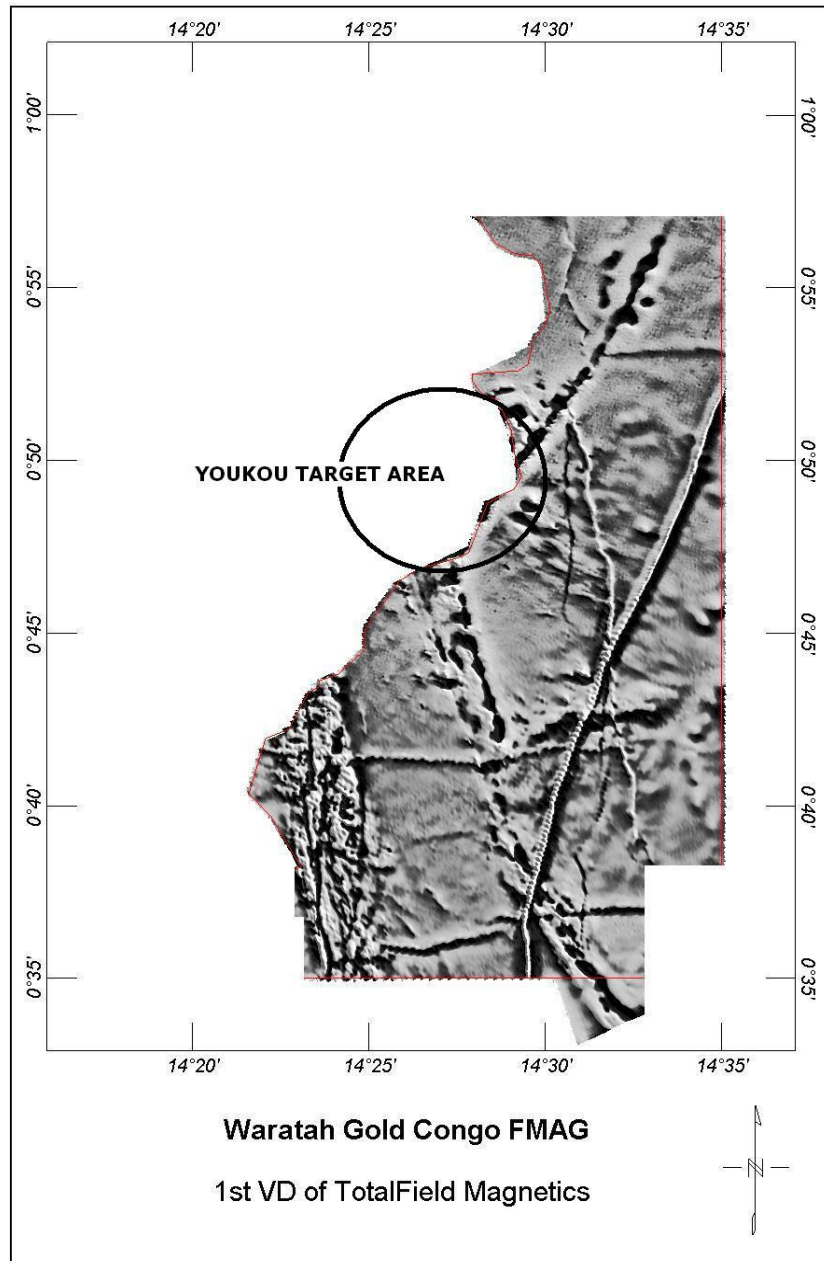 14°20' 14°25' 14°30' 14°35'
1°00' 1°00'
0°55' 0°55'
0°50' 0°50'
YOUKOU TARGET AREA
0°45' 0°45'
0°40' 0°40'
0°35' 0°35'
14°20' 14°25' 14°30' 14°35'
Waratah Gold Congo FMAG
1st VD of TotalField Magnetics
N